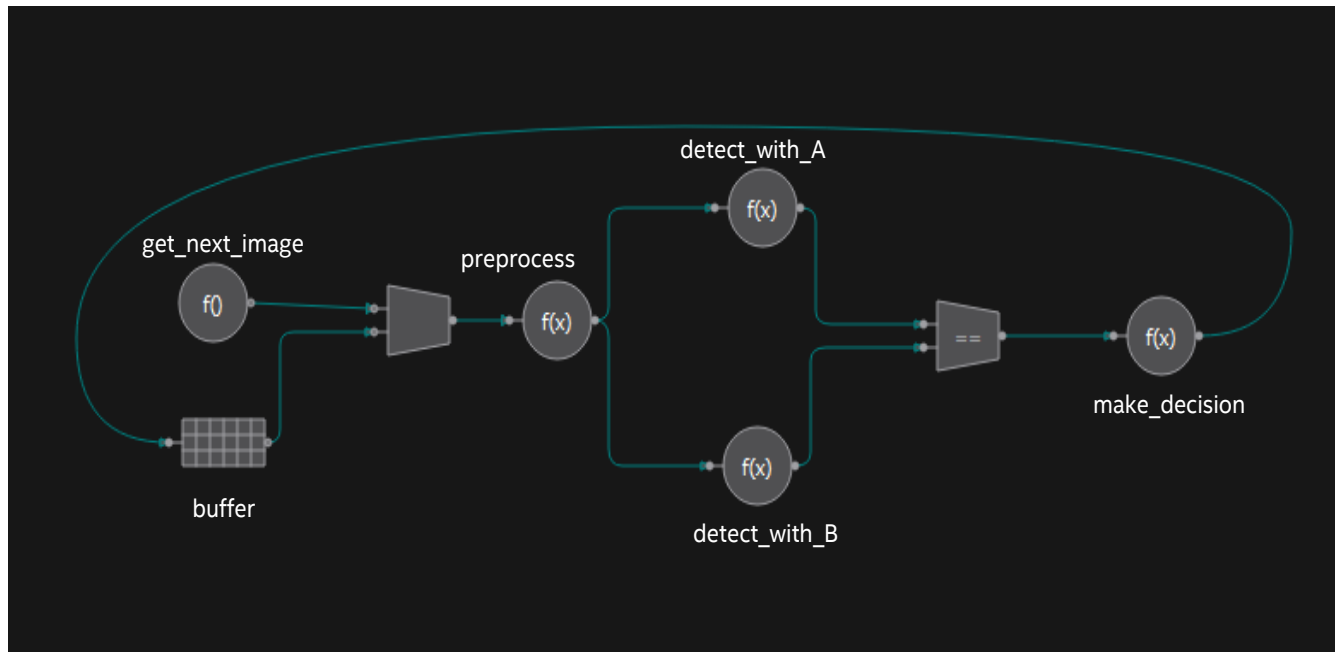 detect_with_A
f(x)
get_next_image
f()
preprocess
f(x)
==
f(x)
make_decision
f(x)
buffer
detect_with_B